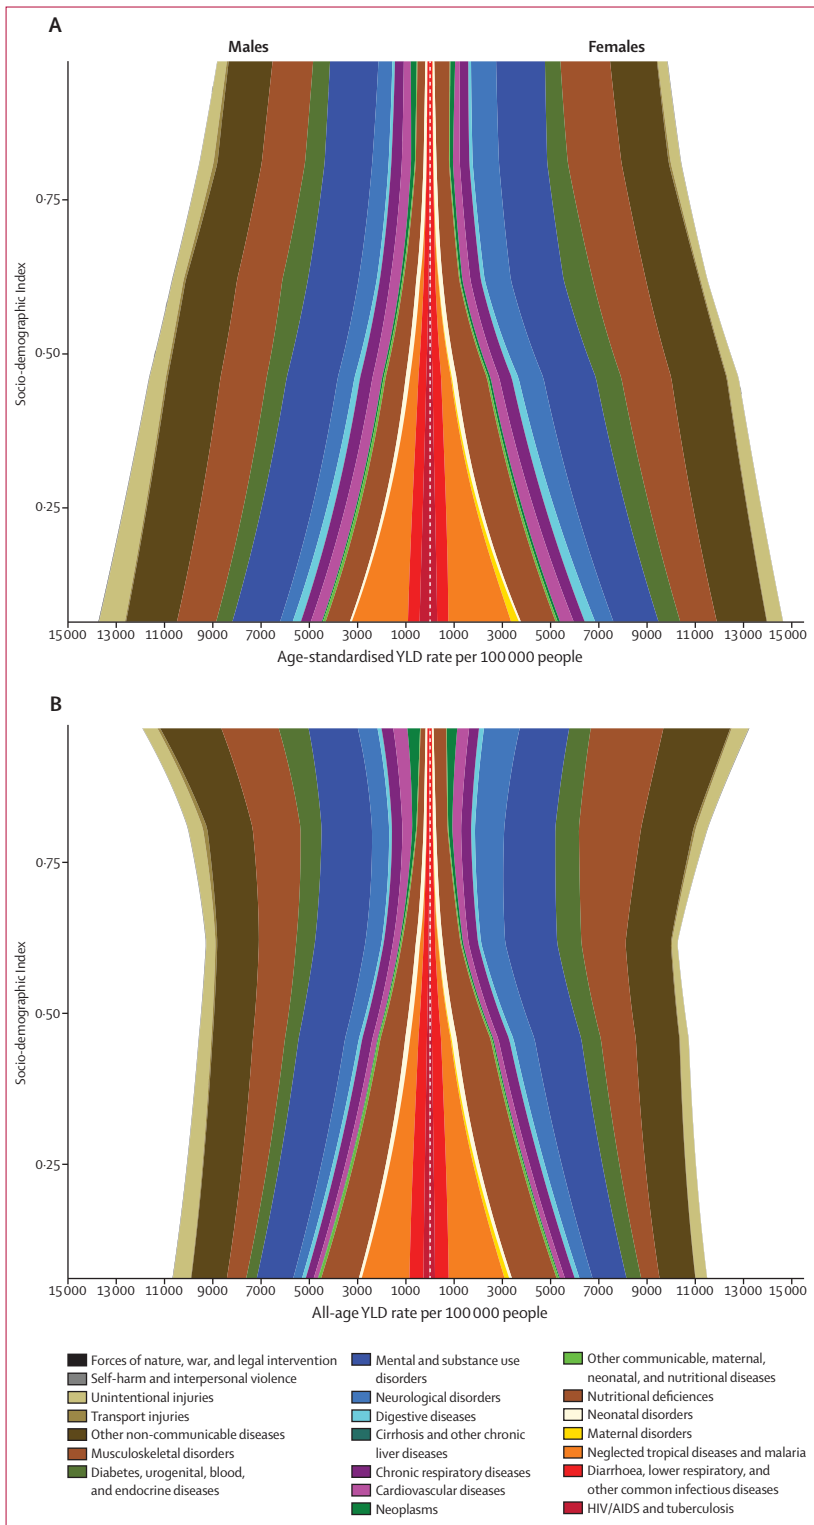 A
Males
Females
0·75
0·50
0·25
Socio-demographic Index
15 000 13 000 11 000 9000 7000 5000 3000 1000 1000 3000 5000 7000 9000 11 000 13 000 15 000
Age-standardised YLD rate per 100 000 people
B
0·75
0·50
0·25
Socio-demographic Index
15 000 13 000 11 000 9000 7000 5000 3000 1000 1000 3000 5000 7000 9000 11 000 13 000 15 000
All-age YLD rate per 100 000 people
Forces of nature, war, and legal intervention
Self-harm and interpersonal violence
Unintentional injuries
Transport injuries
Other non-communicable diseases
Musculoskeletal disorders
Diabetes, urogenital, blood,
and endocrine diseases
Mental and substance use
disorders
Neurological disorders
Digestive diseases
Cirrhosis and other chronic
liver diseases
Chronic respiratory diseases
Cardiovascular diseases
Neoplasms
Other communicable, maternal,
neonatal, and nutritional diseases
Nutritional deficiences
Neonatal disorders
Maternal disorders
Neglected tropical diseases and malaria
Diarrhoea, lower respiratory, and
other common infectious diseases
HIV/AIDS and tuberculosis